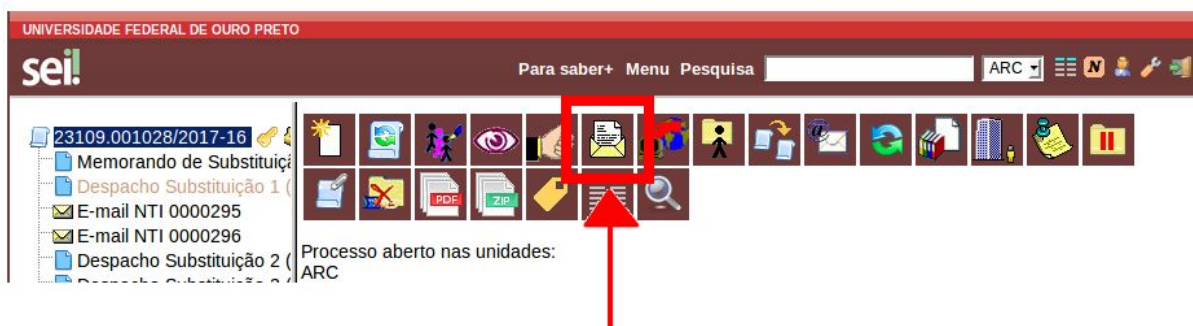 UNIVERSIDADE FEDERAL DE OURO PRETO
sei!
Para saber+ Menu Pesquisa
ARC
N
23109.001028/2017-16
Memorando de Substituiç
Despacho Substituição 1 (
E-mail NTI 0000295
E-mail NTI 0000296
Despacho Substituição 2 (
PDF
ZIP
Processo aberto nas unidades:
ARC